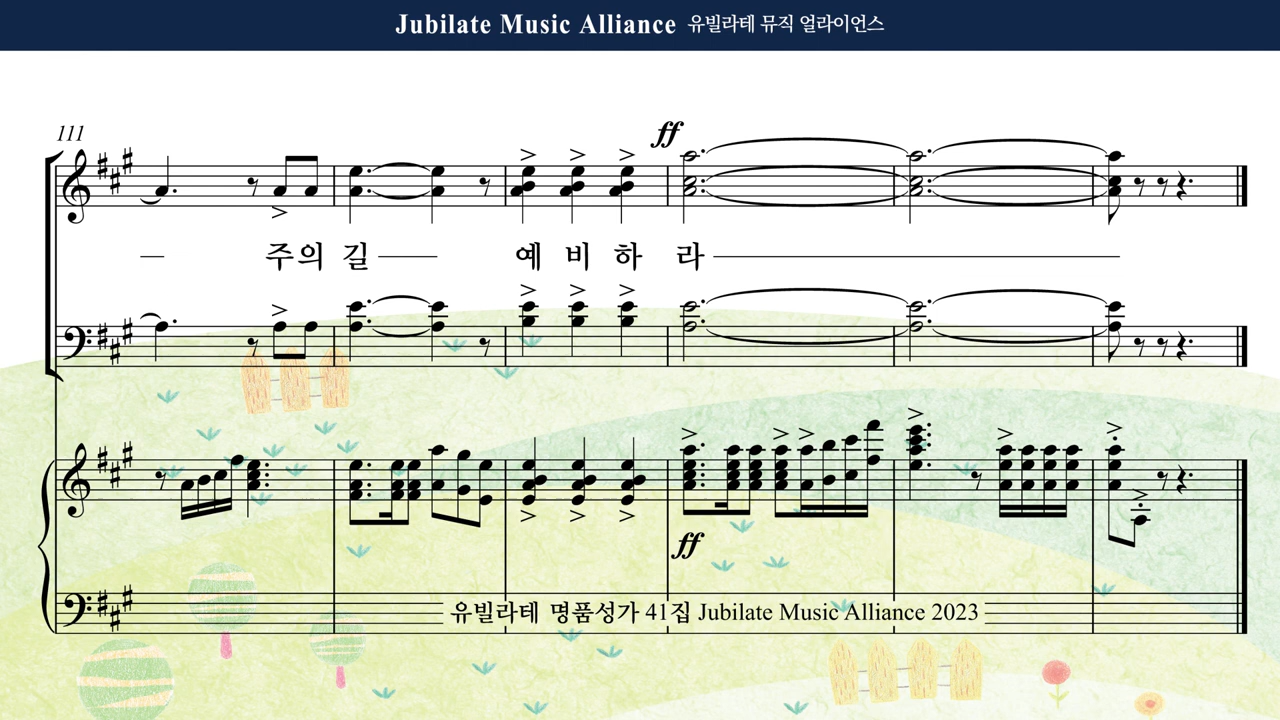 Jubilate Music Alliance 유빌라테 뮤직 얼라이언스
111
ff
주의 길 예 비 하 라
ff
유빌라테 명품성가 41집 Jubilate Music Alliance 2023